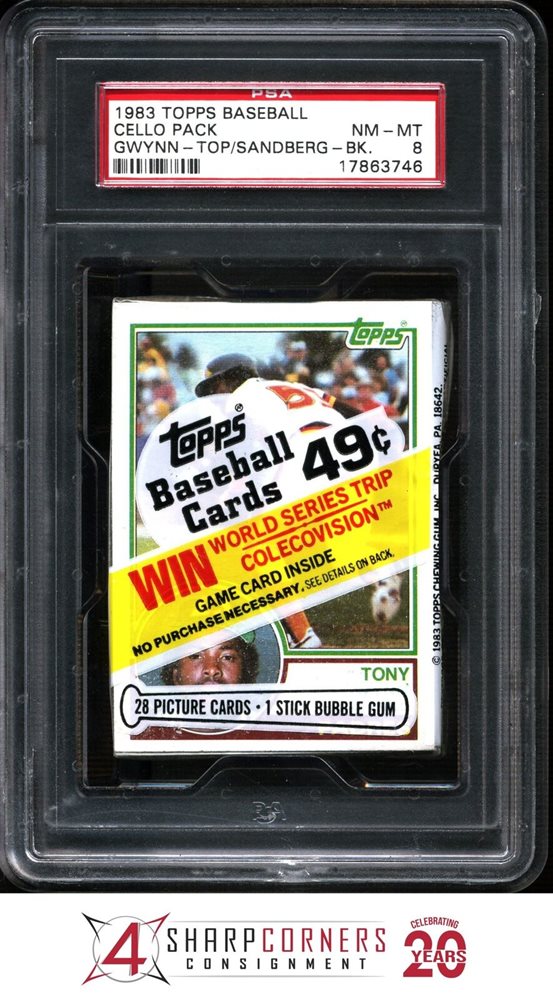 PSA
1983 TOPPS BASEBALL
CELLO PACK NM - MT
GWYNN - TOP/SANDBERG - BK. 8
17863746
topps®
topps®
Baseball
Cards 49¢
WIN WORLD SERIES TRIP
COLECOVISION™
GAME CARD INSIDE
NO PURCHASE NECESSARY. SEE DETAILS ON BACK.
© 1983 TOPPS CHEWING GUM, INC. DURYEA, PA. 18642.
TONY
28 PICTURE CARDS • 1 STICK BUBBLE GUM
PSA
4 SHARPCORNERS
CONSIGNMENT
CELEBRATING
20
YEARS